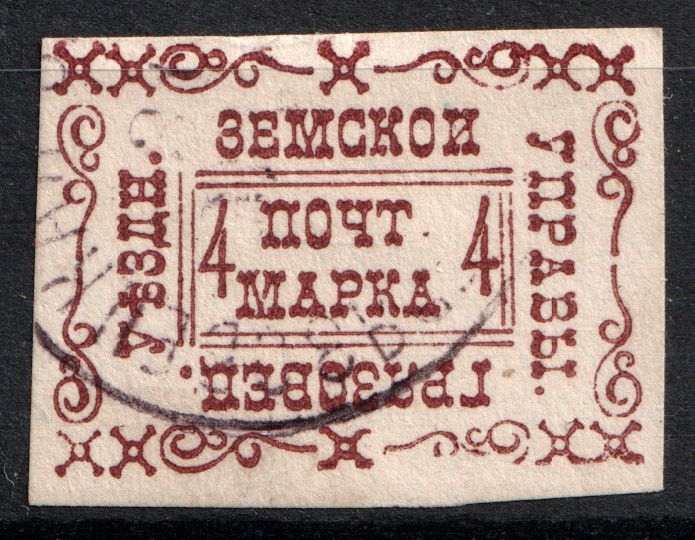 ЗЕМСКОЙ
УПРАВЫ.
ГРЯЗОВЕЦ.
УѢЗДН.
4 ПОЧТ. 4
МАРКА